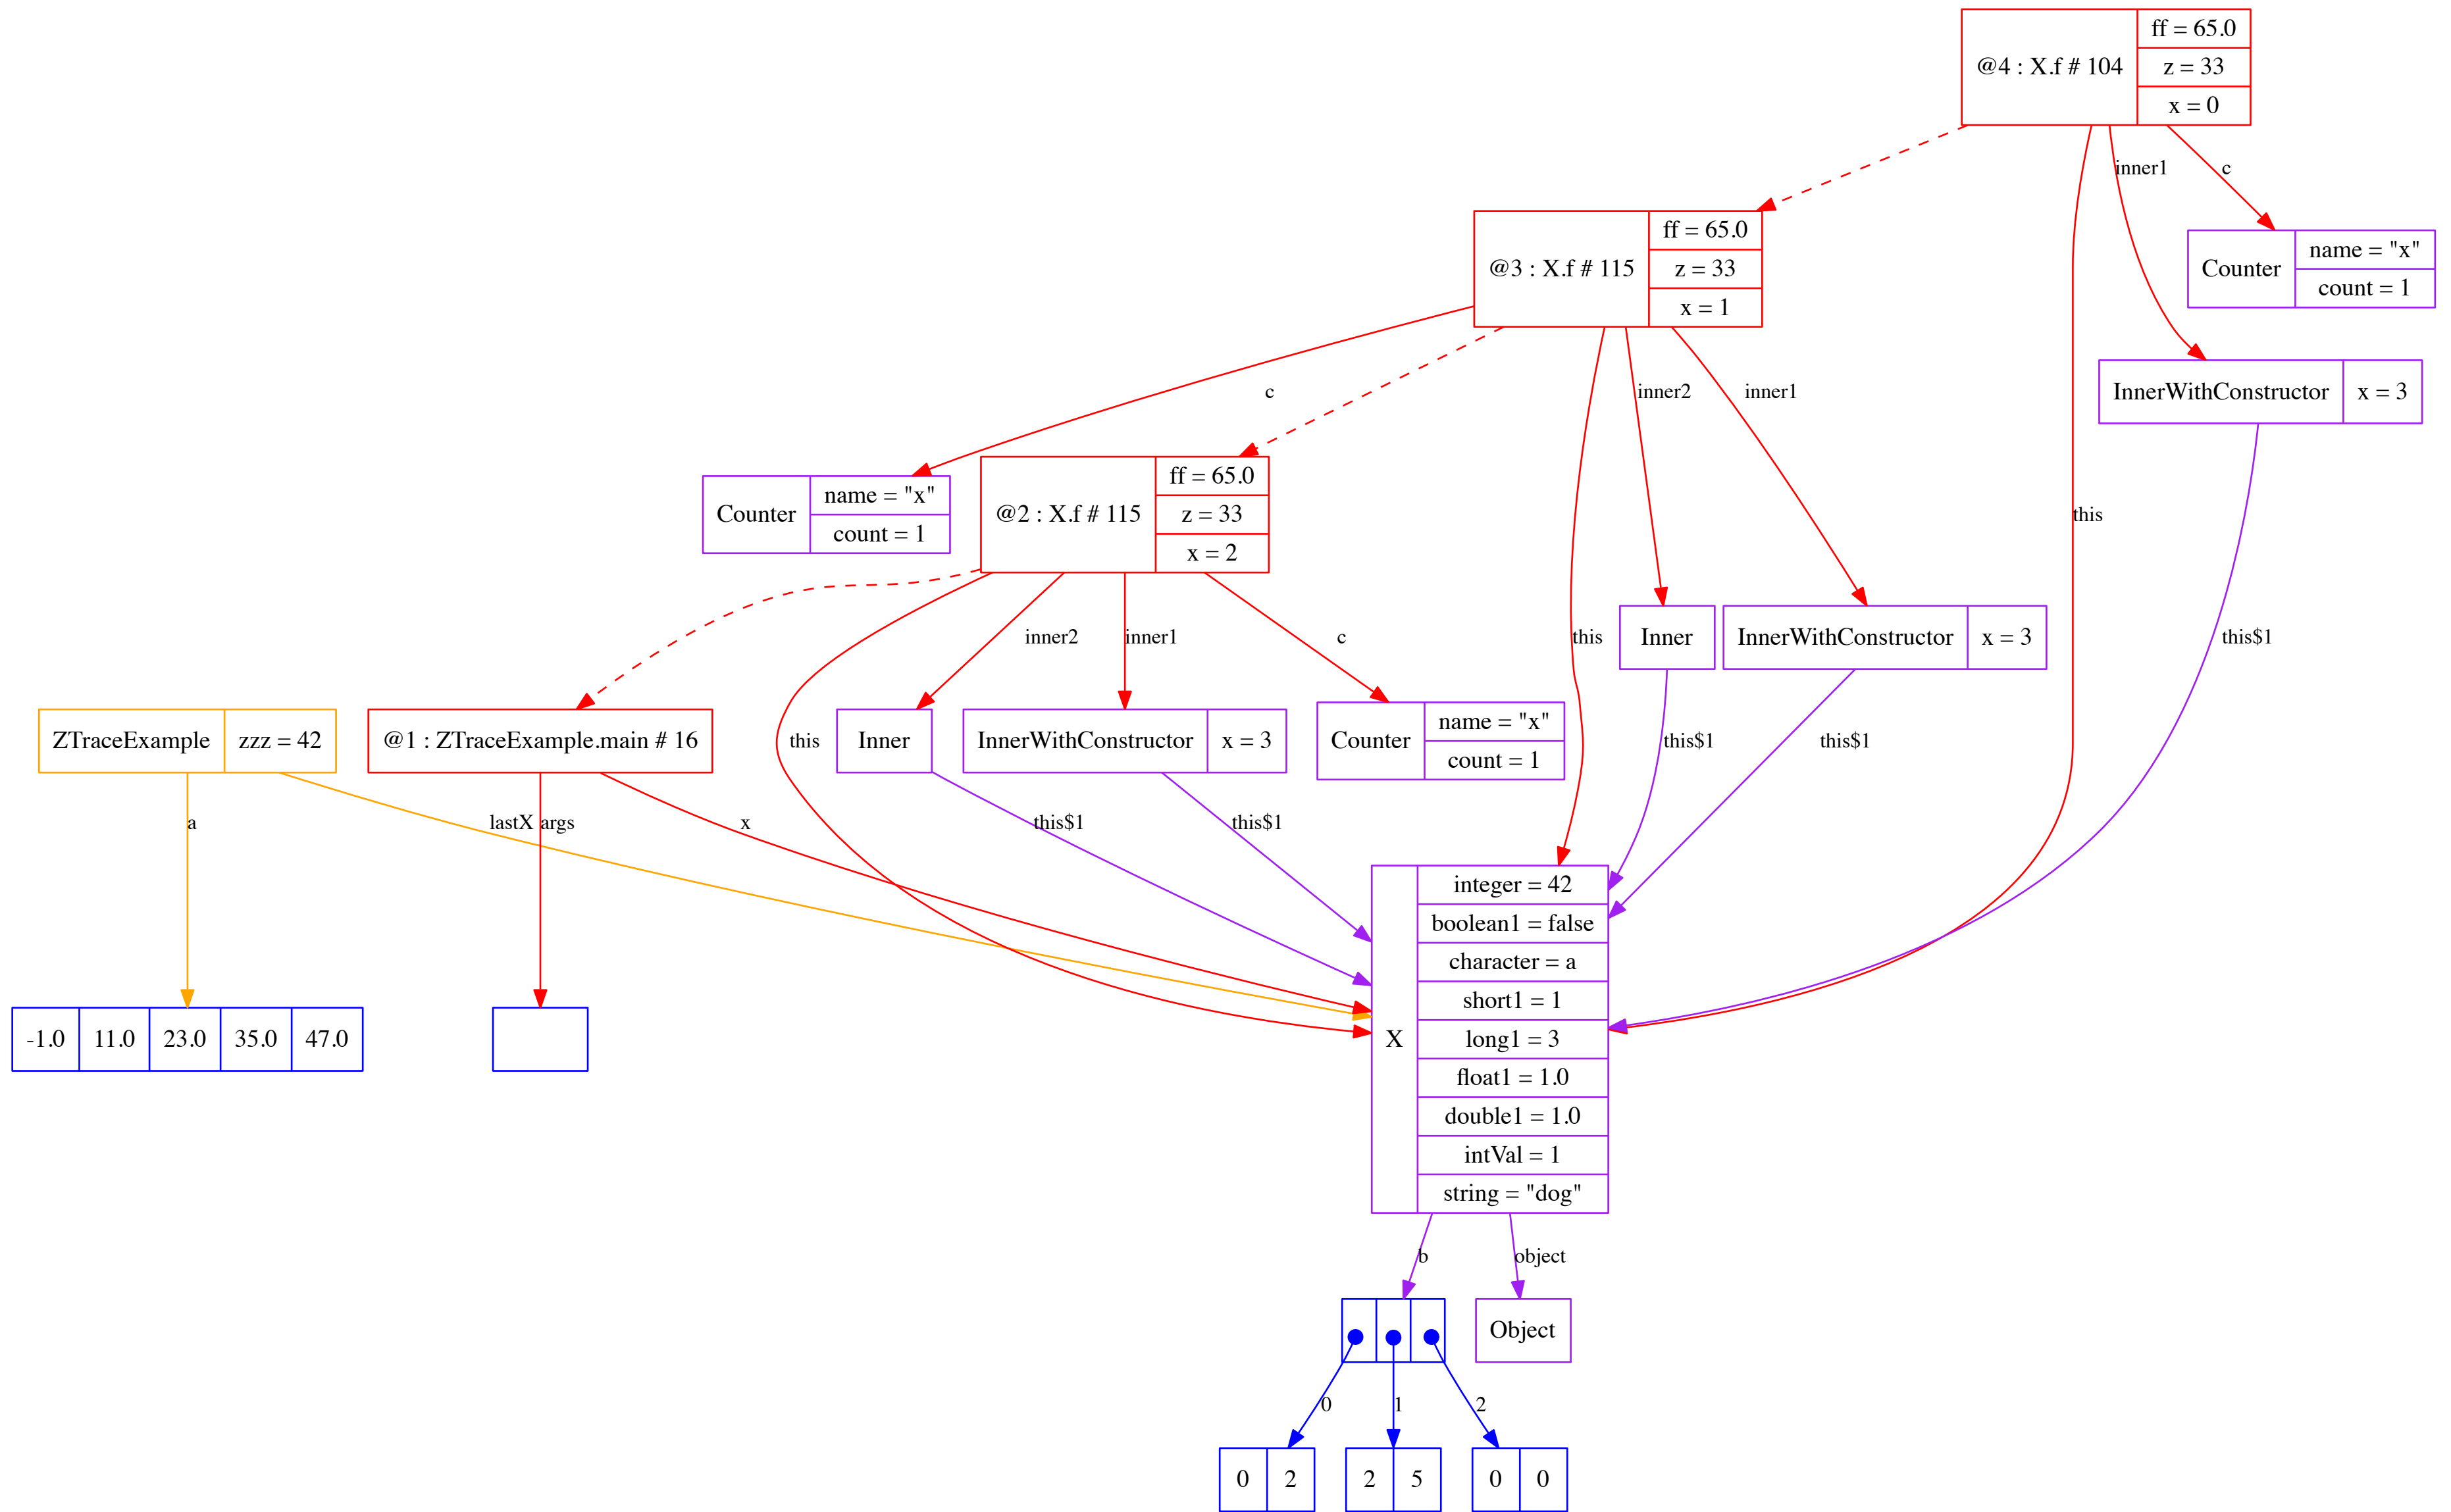 @4 : X.f # 104
ff = 65.0
z = 33
x = 0
inner1
c
@3 : X.f # 115
ff = 65.0
z = 33
x = 1
Counter
name = "x"
count = 1
c
inner2
inner1
InnerWithConstructor
x = 3
Counter
name = "x"
count = 1
@2 : X.f # 115
ff = 65.0
z = 33
x = 2
this
inner2
inner1
c
this
Inner
InnerWithConstructor
x = 3
this$1
ZTraceExample
zzz = 42
@1 : ZTraceExample.main # 16
this
Inner
InnerWithConstructor
x = 3
Counter
name = "x"
count = 1
this$1
this$1
a
lastX
args
x
this$1
this$1
X
integer = 42
boolean1 = false
character = a
short1 = 1
long1 = 3
float1 = 1.0
double1 = 1.0
intVal = 1
string = "dog"
-1.0
11.0
23.0
35.0
47.0
b
object
Object
0
1
2
0
2
2
5
0
0